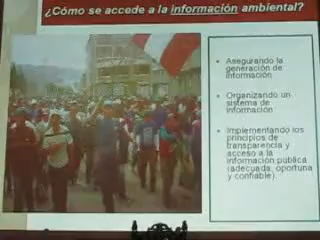 ¿Cómo se accede a la información ambiental?
• Asegurando la
generación de
información
• Organizando un
sistema de
información
• Implementando los
principios de
transparencia y
acceso a la
información pública
(adecuada, oportuna
y confiable).